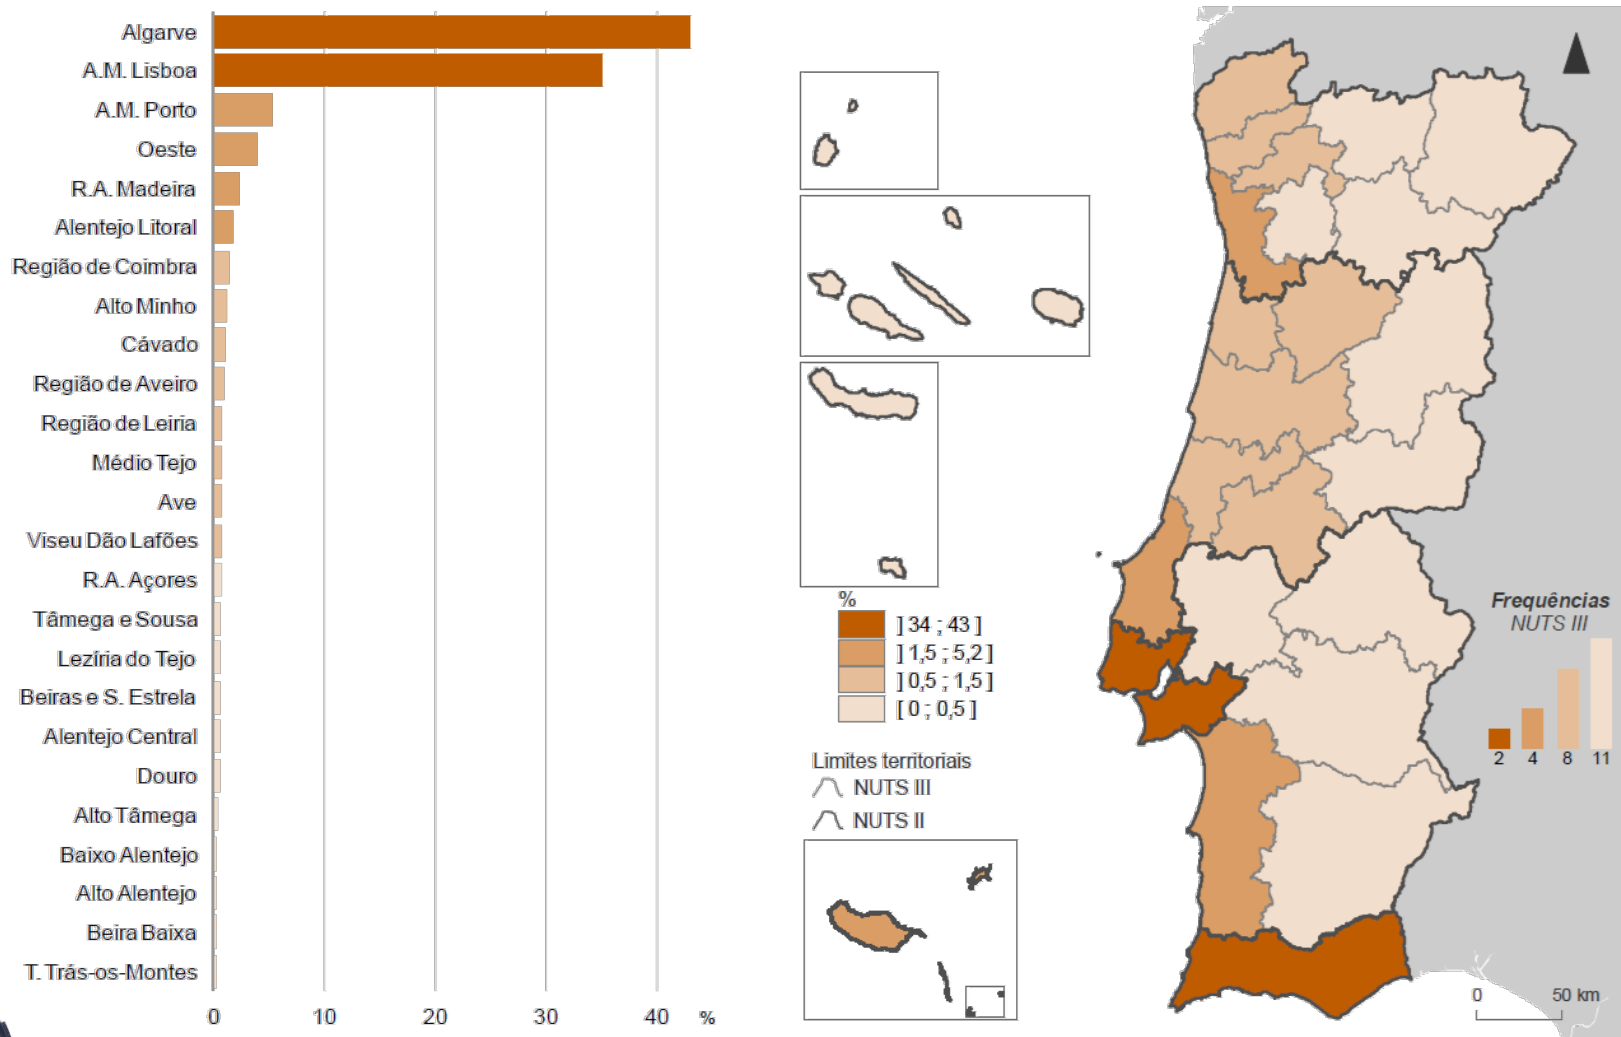 Algarve
A.M. Lisboa
A.M. Porto
Oeste
R.A. Madeira
Alentejo Litoral
Região de Coimbra
Alto Minho
Cávado
Região de Aveiro
Região de Leiria
Médio Tejo
Ave
Viseu Dão Lafões
R.A. Açores
Tâmega e Sousa
Lezíria do Tejo
Beiras e S. Estrela
Alentejo Central
Douro
Alto Tâmega
Baixo Alentejo
Alto Alentejo
Beira Baixa
T. Trás-os-Montes
0 10 20 30 40 %
%
] 34 ; 43 ]
] 1,5 ; 5,2 ]
] 0,5 ; 1,5 ]
[ 0 ; 0,5 ]
Limites territoriais
NUTS III
NUTS II
Frequências
NUTS III
2 4 8 11
0 50 km